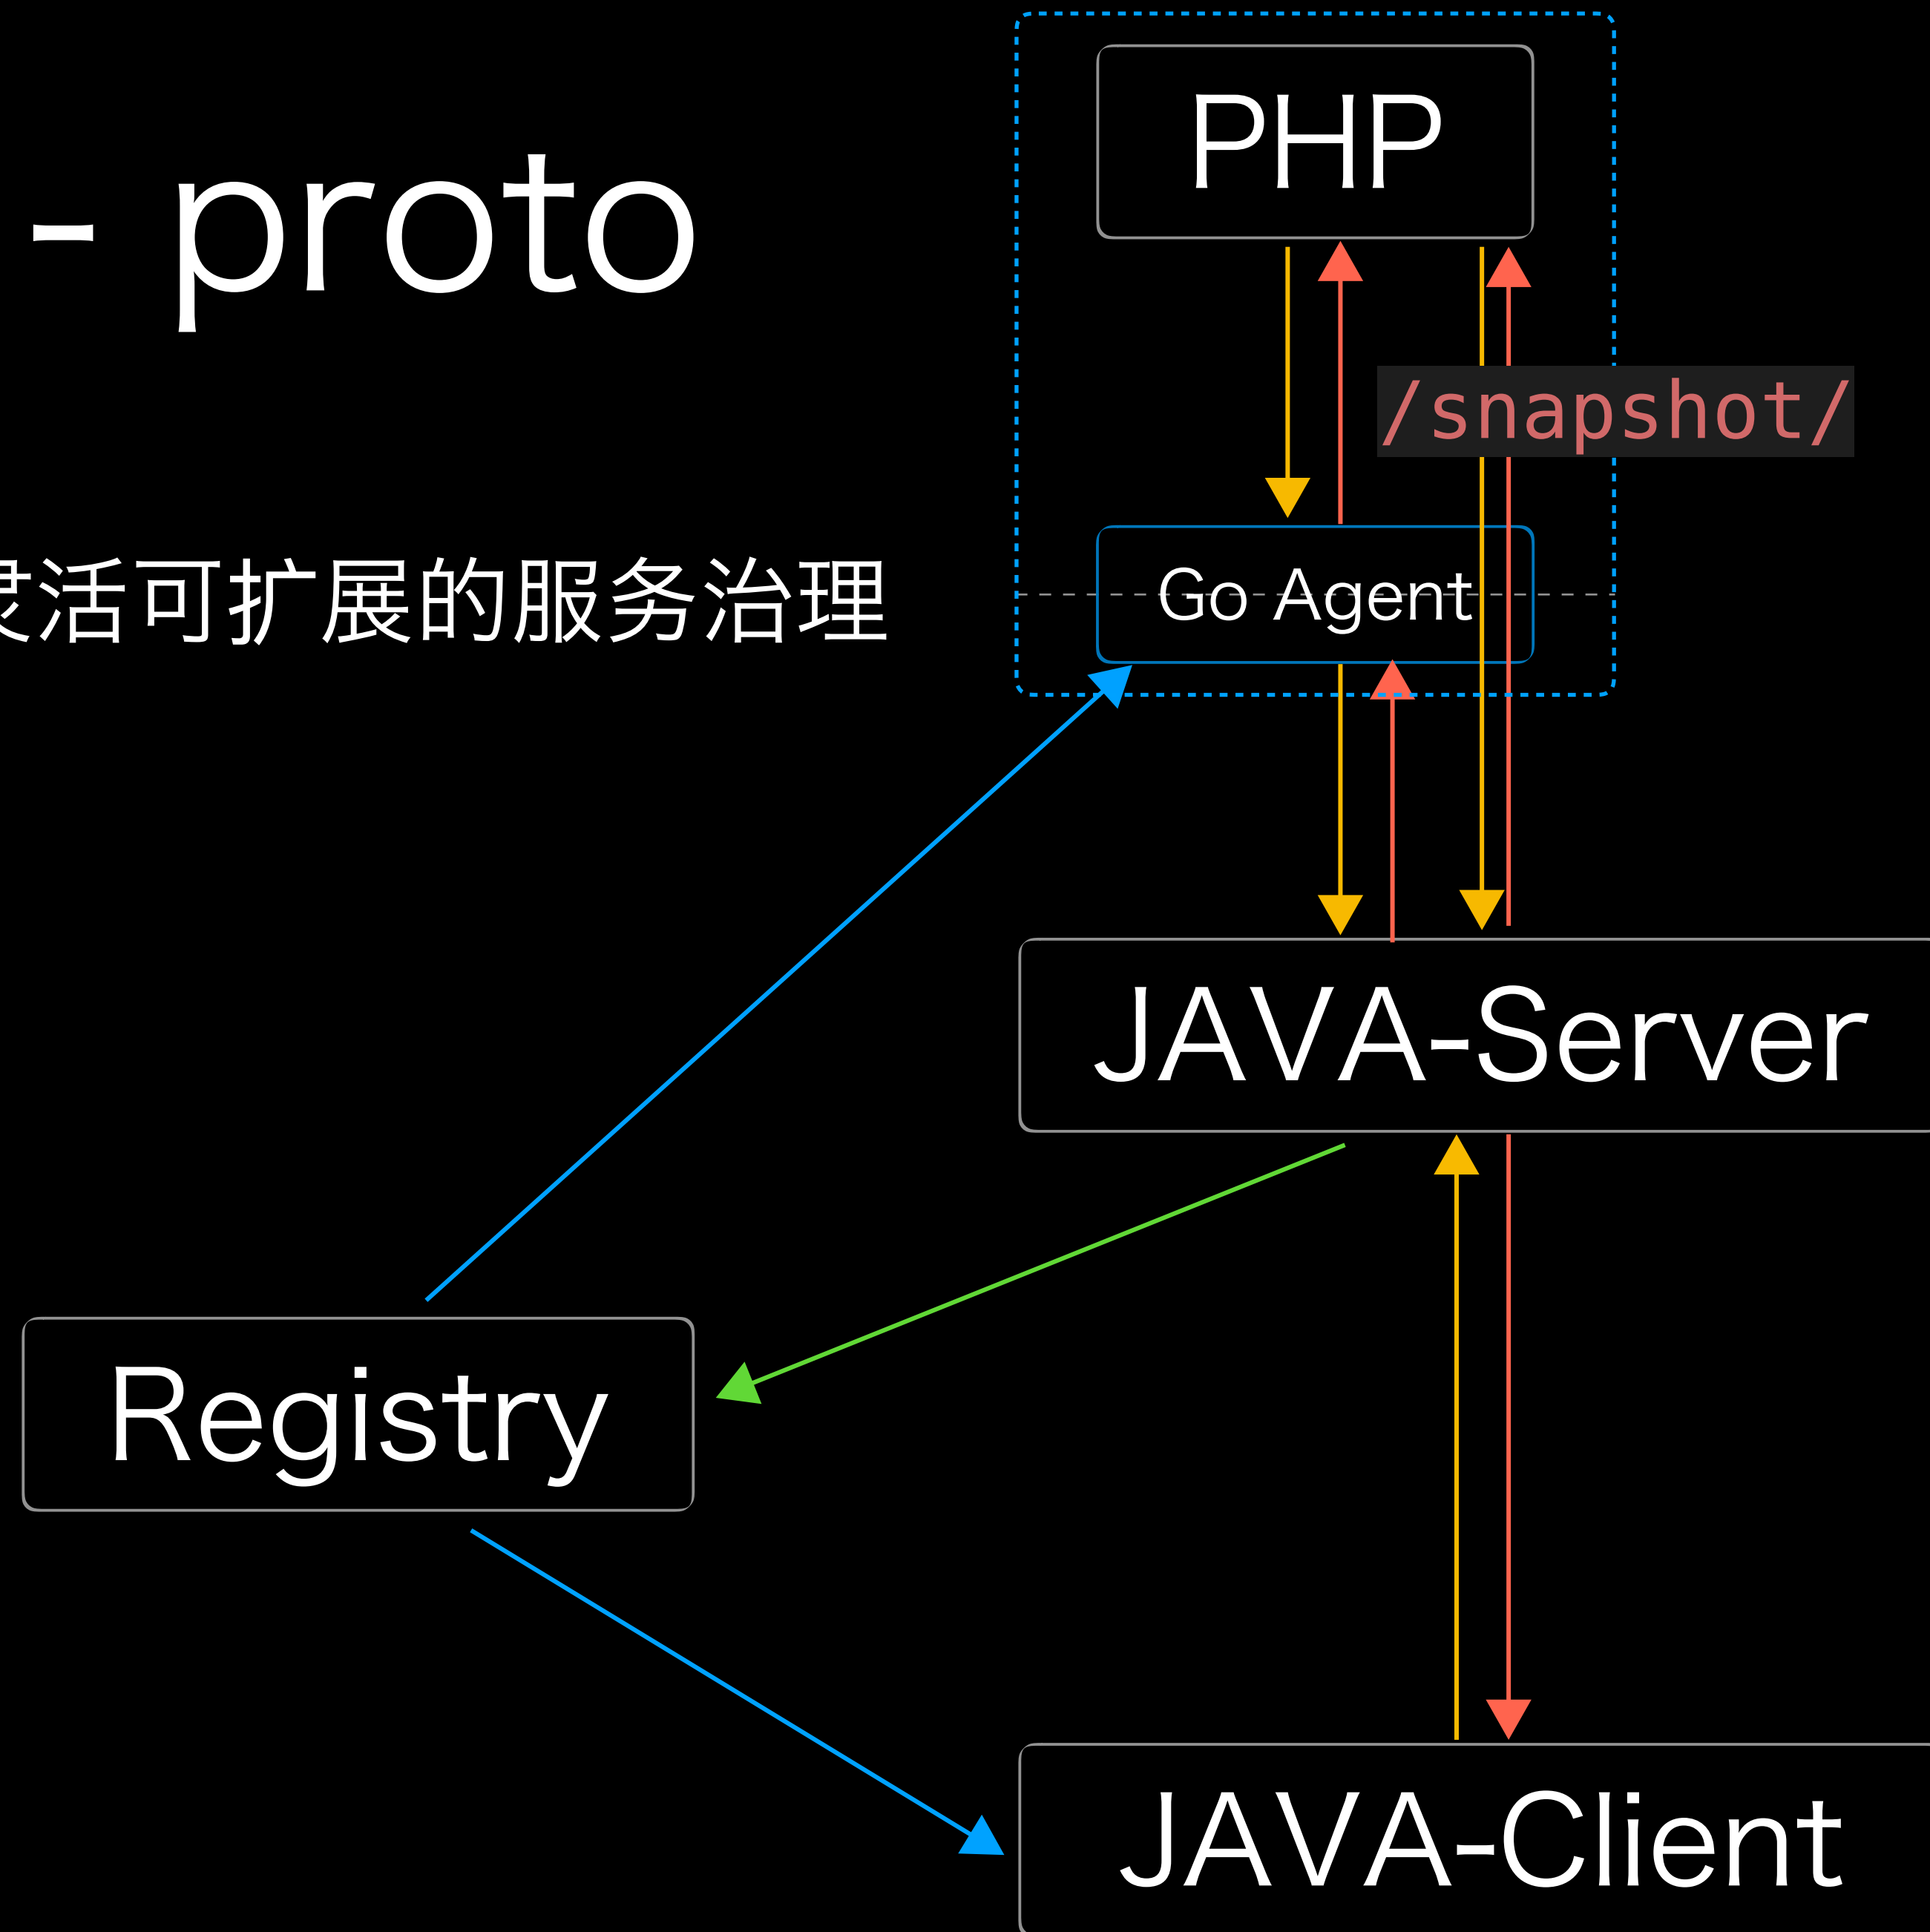 - proto
活可扩展的服务治理
PHP
/snapshot/
Go Agent
JAVA-Server
Registry
JAVA-Client